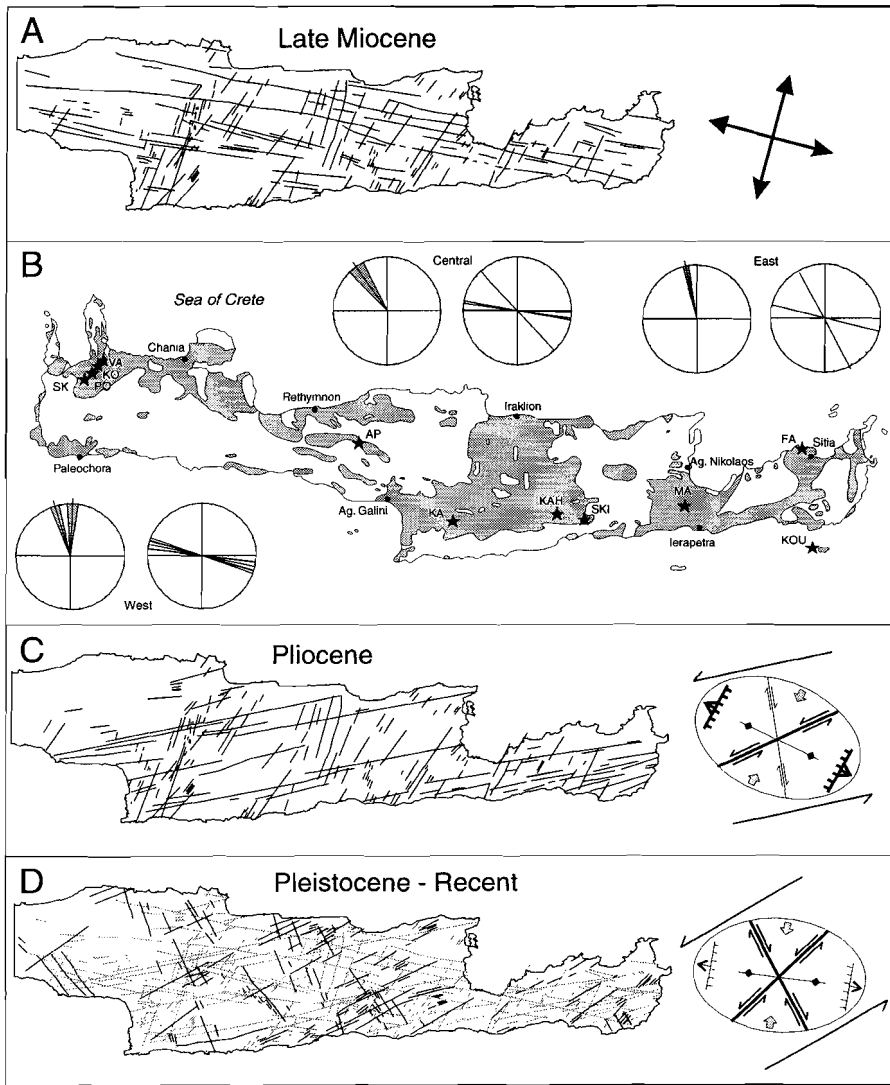 A
Late Miocene
B
Central
East
Sea of Crete
Chania
VA
KO
PO
SK
Rethymnon
Iraklion
AP
FA
Sitia
Ag. Nikolaos
Paleochora
MA
Ag. Galini
KA
KAH
SKI
Ierapetra
KOU
West
C
Pliocene
D
Pleistocene - Recent